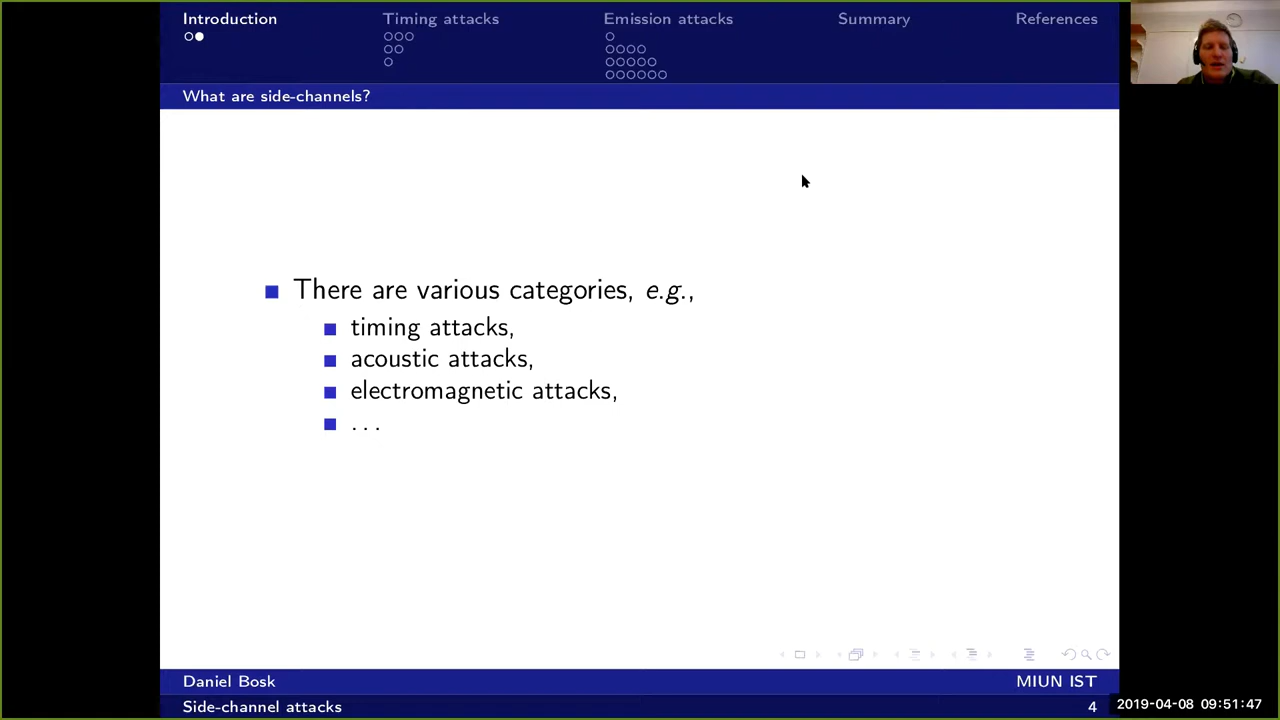 Introduction
Timing attacks
Emission attacks
Summary
References
What are side-channels?
There are various categories, e.g.,
timing attacks,
acoustic attacks,
electromagnetic attacks,
. . .
Daniel Bosk
MIUN IST
Side-channel attacks
4
2019-04-08 09:51:47